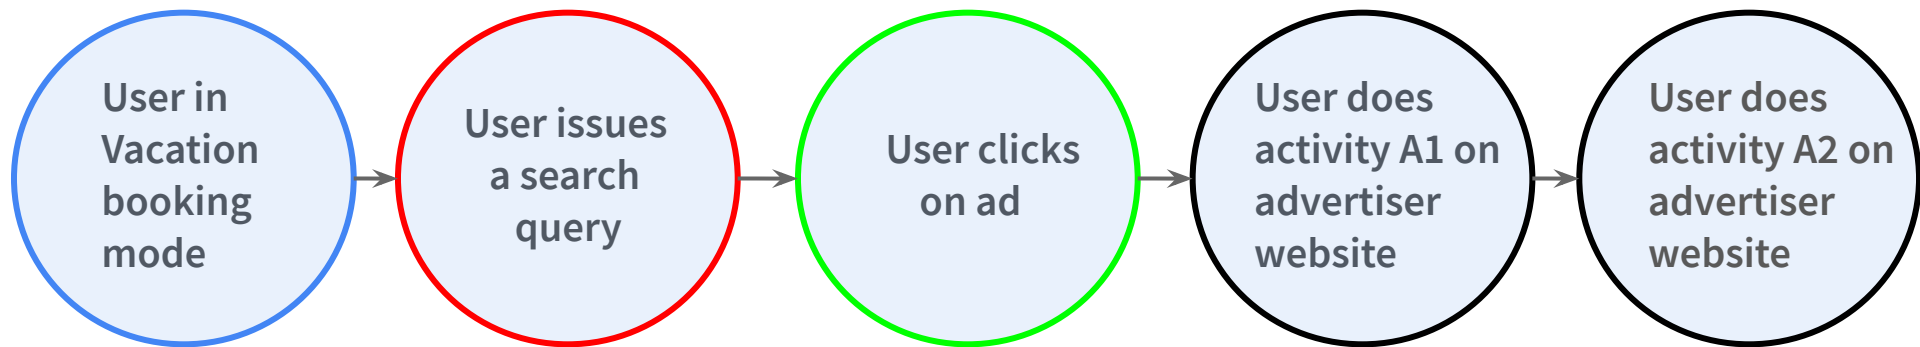 User in
Vacation
booking
mode
User issues
a search
query
User clicks
on ad
User does
activity A1 on
advertiser
website
User does
activity A2 on
advertiser
website